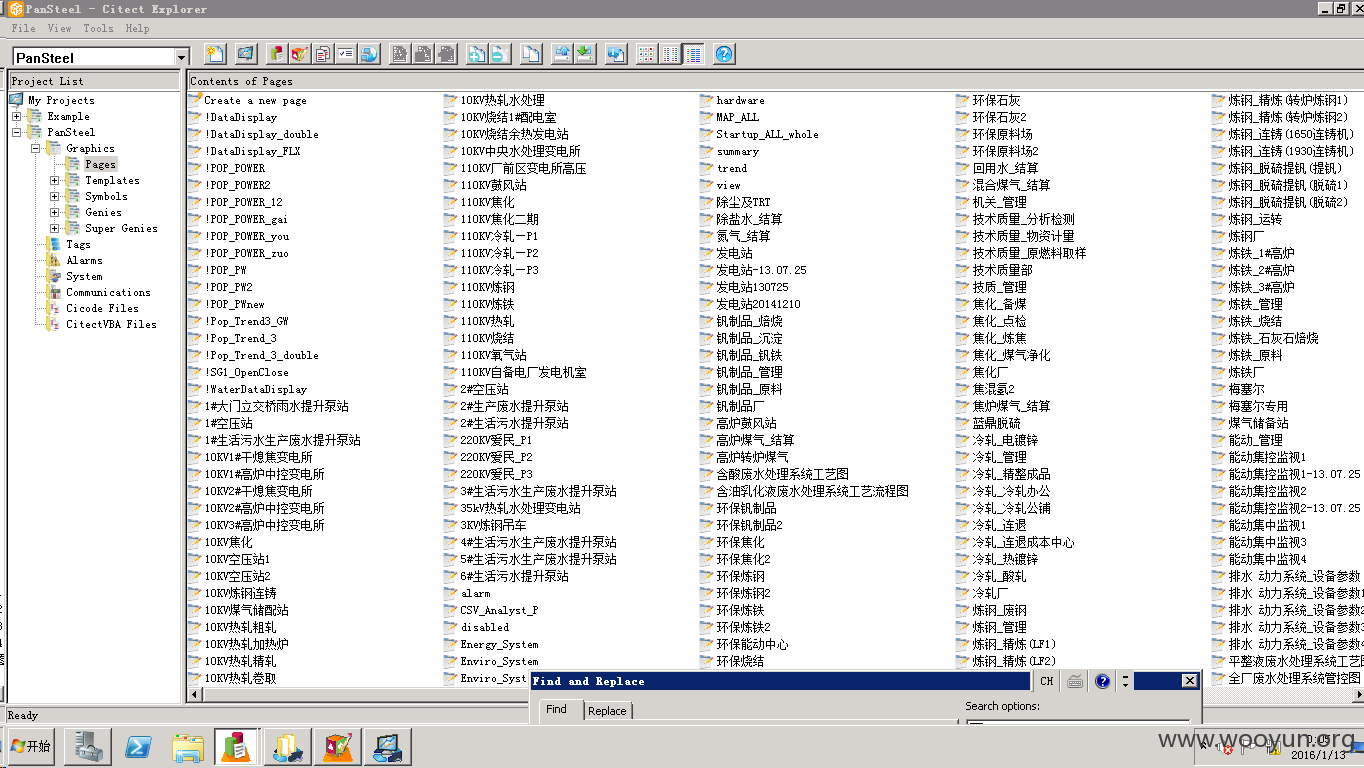 PanSteel - Citect Explorer
File View Tools Help
PanSteel
Project List
My Projects
Example
PanSteel
Graphics
Pages
Templates
Symbols
Genies
Super Genies
Tags
Alarms
System
Communications
Cicode Files
CitectVBA Files
Contents of Pages
Create a new page
!DataDisplay
!DataDisplay_double
!DataDisplay_FLX
!POP_POWER
!POP_POWER2
!POP_POWER_12
!POP_POWER_gai
!POP_POWER_you
!POP_POWER_zuo
!POP_PW
!POP_PW2
!POP_PWnew
!Pop_Trend3_GW
!Pop_Trend_3
!Pop_Trend_3_double
!SG1_OpenClose
!WaterDataDisplay
1#大门立交桥雨水提升泵站
1#空压站
1#生活污水生产废水提升泵站
10KV1#干熄焦变电所
10KV1#高炉中控变电所
10KV2#干熄焦变电所
10KV2#高炉中控变电所
10KV3#高炉中控变电所
10KV焦化
10KV空压站1
10KV空压站2
10KV炼钢连铸
10KV煤气储配站
10KV热轧粗轧
10KV热轧加热炉
10KV热轧精轧
10KV热轧卷取
10KV热轧水处理
10KV烧结1#配电室
10KV烧结余热发电站
10KV中央水处理变电所
110KV厂前区变电所高压
110KV鼓风站
110KV焦化
110KV焦化二期
110KV冷轧一P1
110KV冷轧一P2
110KV冷轧一P3
110KV炼钢
110KV炼铁
110KV热轧
110KV烧结
110KV氧气站
110KV自备电厂发电机室
2#空压站
2#生产废水提升泵站
2#生活污水提升泵站
220KV爱民_P1
220KV爱民_P2
220KV爱民_P3
3#生活污水生产废水提升泵站
35kV热轧水处理变电站
3KV炼钢吊车
4#生活污水生产废水提升泵站
5#生活污水生产废水提升泵站
6#生活污水提升泵站
alarm
CSV_Analyst_P
disabled
Energy_System
Enviro_System
Enviro_Syst
hardware
MAP_ALL
Startup_ALL_whole
summary
trend
view
除尘及TRT
除盐水_结算
氮气_结算
发电站
发电站-13.07.25
发电站130725
发电站20141210
钒制品_焙烧
钒制品_沉淀
钒制品_钒铁
钒制品_管理
钒制品_原料
钒制品厂
高炉鼓风站
高炉煤气_结算
高炉转炉煤气
含酸废水处理系统工艺图
含油乳化液废水处理系统工艺流程图
环保钒制品
环保钒制品2
环保焦化
环保焦化2
环保炼钢
环保炼钢2
环保炼铁
环保炼铁2
环保能动中心
环保烧结
环保石灰
环保石灰2
环保原料场
环保原料场2
回用水_结算
混合煤气_结算
机关_管理
技术质量_分析检测
技术质量_物资计量
技术质量_原燃料取样
技术质量部
技质_管理
焦化_备煤
焦化_点检
焦化_炼焦
焦化_煤气净化
焦化厂
焦混氢2
焦炉煤气_结算
蓝鼎脱硫
冷轧_电镀锌
冷轧_管理
冷轧_精整成品
冷轧_冷轧办公
冷轧_冷轧公铺
冷轧_连退
冷轧_连退成本中心
冷轧_热镀锌
冷轧_酸轧
冷轧厂
炼钢_废钢
炼钢_管理
炼钢_精炼(LF1)
炼钢_精炼(LF2)
炼钢_精炼(转炉炼钢1)
炼钢_精炼(转炉炼钢2)
炼钢_连铸(1650连铸机)
炼钢_连铸(1930连铸机)
炼钢_脱硫提钒(提钒)
炼钢_脱硫提钒(脱硫1)
炼钢_脱硫提钒(脱硫2)
炼钢_运转
炼钢厂
炼铁_1#高炉
炼铁_2#高炉
炼铁_3#高炉
炼铁_管理
炼铁_烧结
炼铁_石灰石焙烧
炼铁_原料
炼铁厂
梅塞尔
梅塞尔专用
煤气储备站
能动_管理
能动集控监视1
能动集控监视1-13.07.25
能动集控监视2
能动集控监视2-13.07.25
能动集中监视1
能动集中监视3
能动集中监视4
排水 动力系统_设备参数
排水 动力系统_设备参数1
排水 动力系统_设备参数2
排水 动力系统_设备参数3
排水 动力系统_设备参数4
平整液废水处理系统工艺图
全厂废水处理系统管控图
Find and Replace
CH
Find
Replace
Search options:
Ready
开始
0:05
2016/1/13
www.wooyun.org